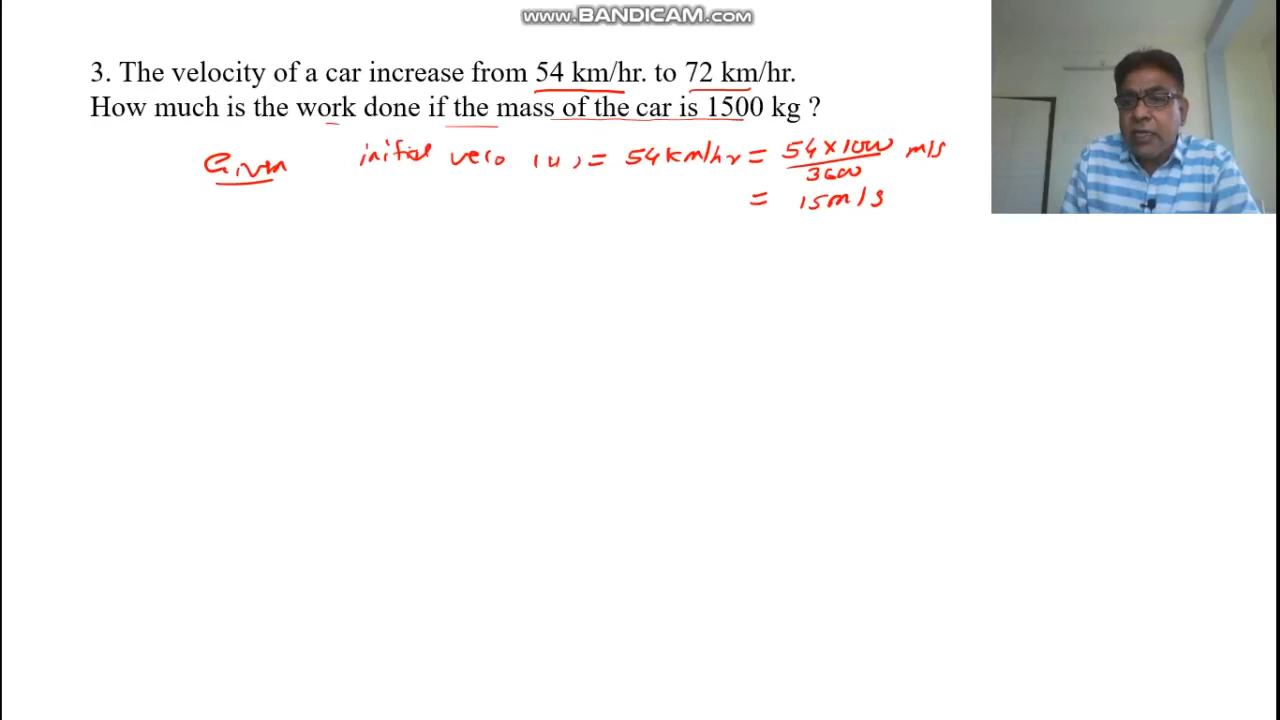 www.BANDICAM.com
3. The velocity of a car increase from 54 km/hr. to 72 km/hr.
How much is the work done if the mass of the car is 1500 kg ?
Given initial velo (u) = 54 km/hr = 54 x 1000 / 3600 m/s
= 15 m/s